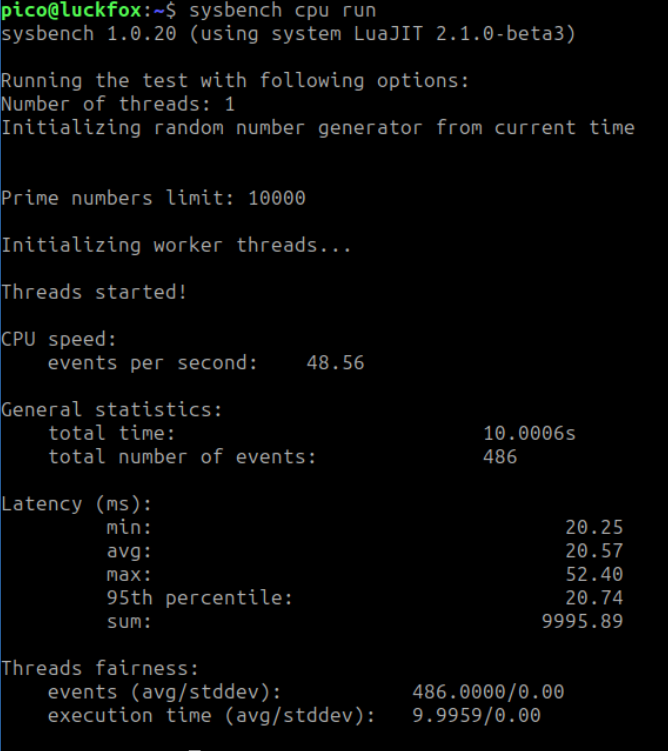 pico@luckfox:~$ sysbench cpu run
sysbench 1.0.20 (using system LuaJIT 2.1.0-beta3)
Running the test with following options:
Number of threads: 1
Initializing random number generator from current time
Prime numbers limit: 10000
Initializing worker threads...
Threads started!
CPU speed:
events per second: 48.56
General statistics:
total time: 10.0006s
total number of events: 486
Latency (ms):
min: 20.25
avg: 20.57
max: 52.40
95th percentile: 20.74
sum: 9995.89
Threads fairness:
events (avg/stddev): 486.0000/0.00
execution time (avg/stddev): 9.9959/0.00